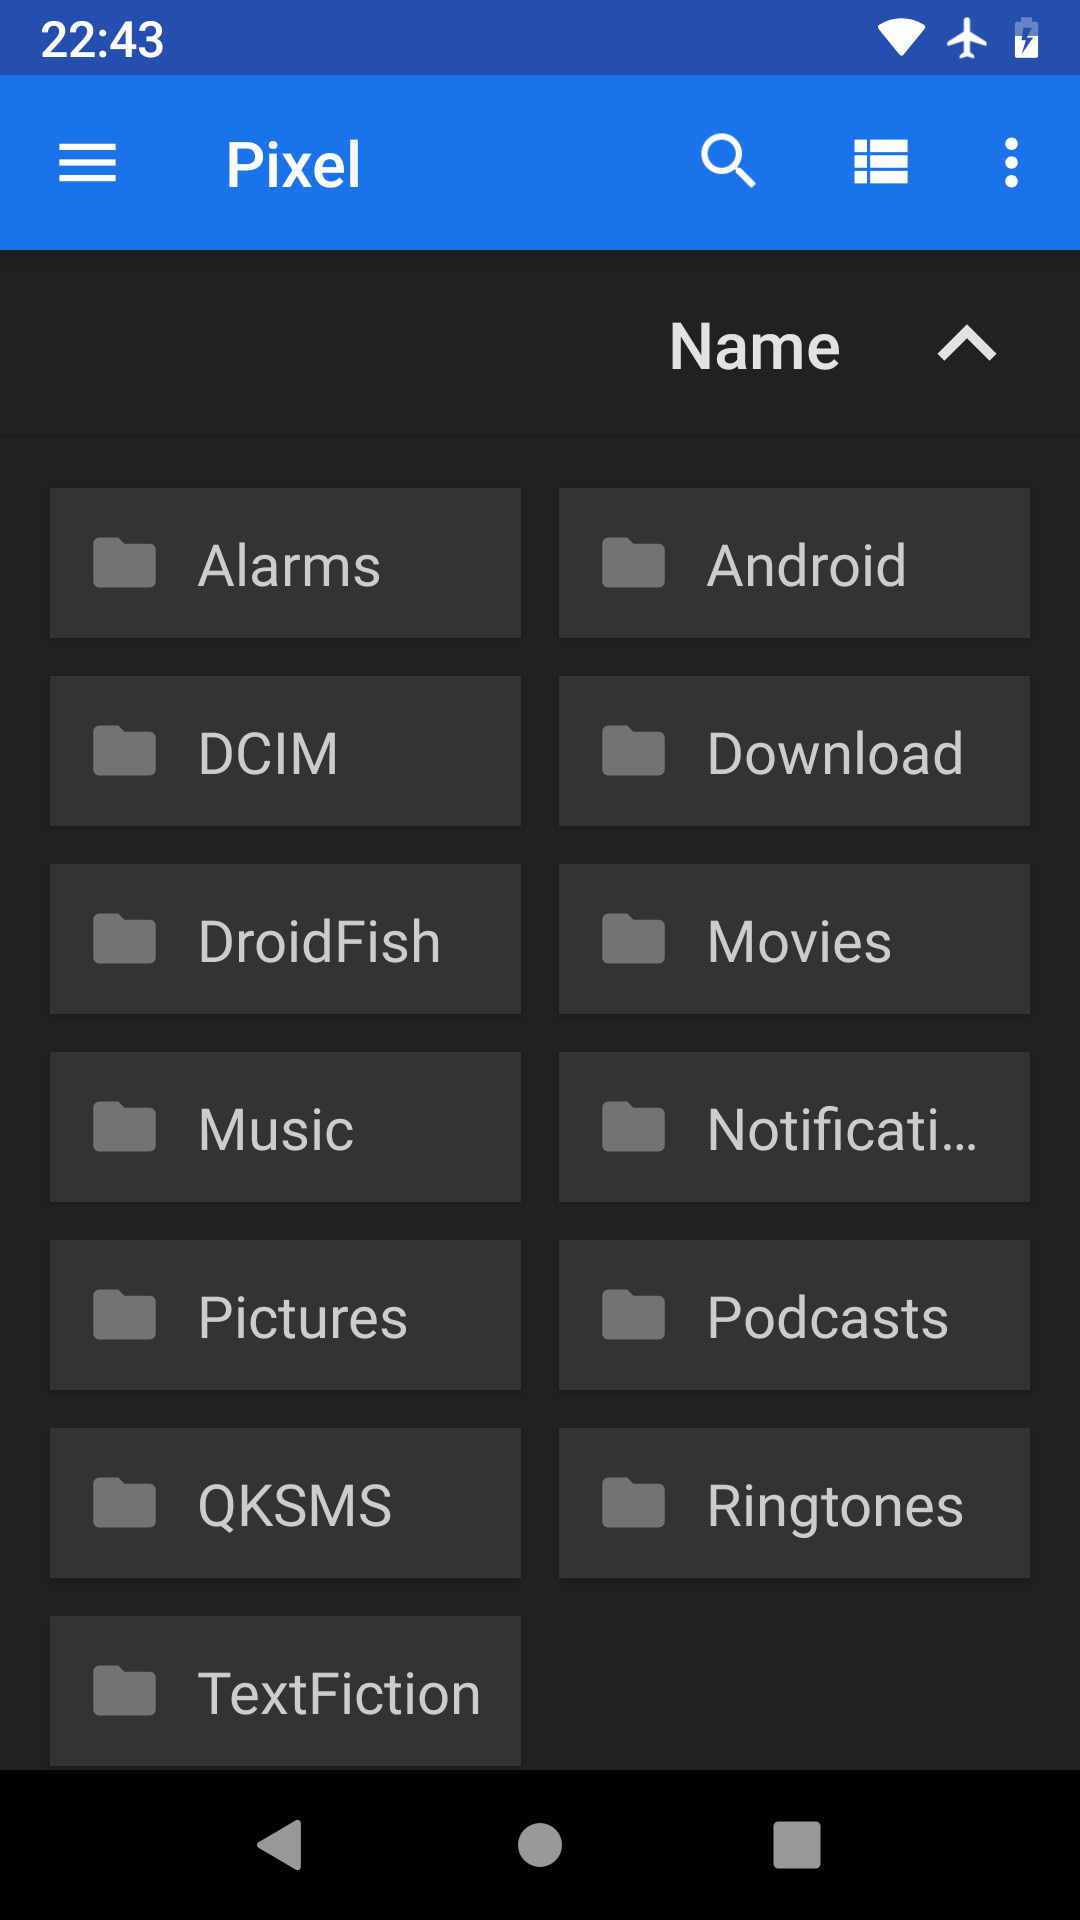 22:43
Pixel
Name
Alarms
Android
DCIM
Download
DroidFish
Movies
Music
Notificati…
Pictures
Podcasts
QKSMS
Ringtones
TextFiction